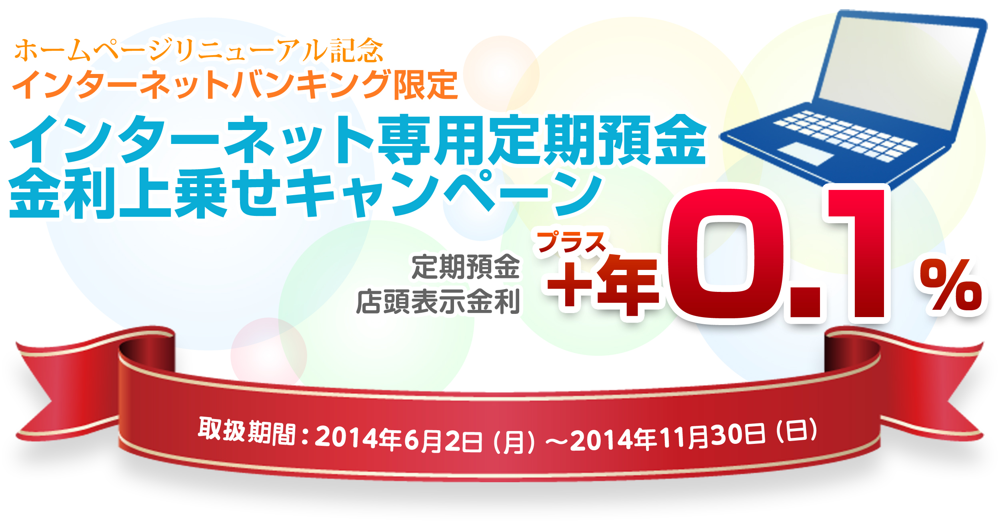 ホームページリニューアル記念
インターネットバンキング限定
インターネット専用定期預金
金利上乗せキャンペーン
定期預金
店頭表示金利
プラス
+年0.1%
取扱期間:2014年6月2日(月)~2014年11月30日(日)